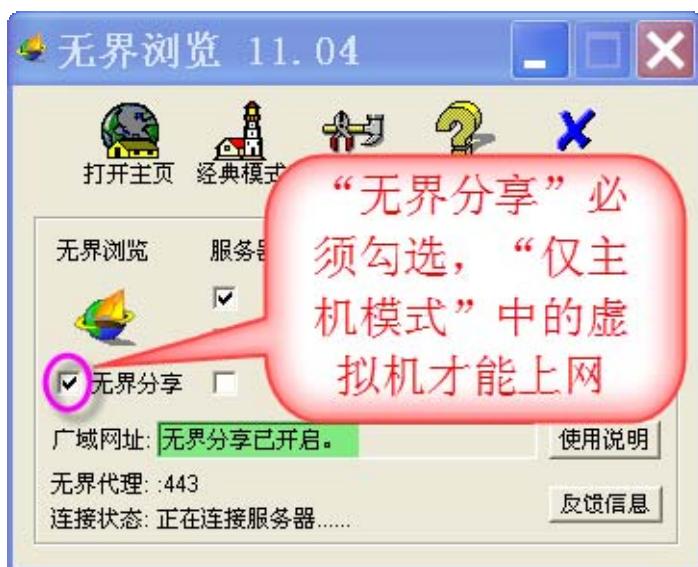 无界浏览 11.04
打开主页 经典模式
“无界分享”必
须勾选，“仅主
机模式”中的虚
拟机才能上网
无界浏览 服务器
无界分享
广域网址: 无界分享已开启。 使用说明
无界代理: :443
反馈信息
连接状态: 正在连接服务器......